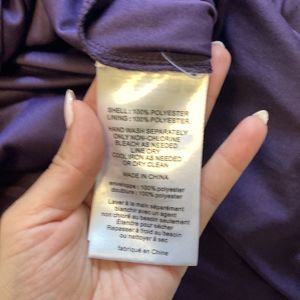 SHELL : 100% POLYESTER
LINING : 100% POLYESTER
HAND WASH SEPARATELY
ONLY NON-CHLORINE
BLEACH AS NEEDED
LINE DRY
COOL IRON AS NEEDED
OR DRY CLEAN
MADE IN CHINA
enveloppe : 100% polyester
doublure : 100% polyester
Laver à la main séparément
blanchir avec un agent
non chloré au besoin seulement
Étendre pour sécher
Repasser à froid au besoin
ou nettoyer à sec
fabriqué en Chine